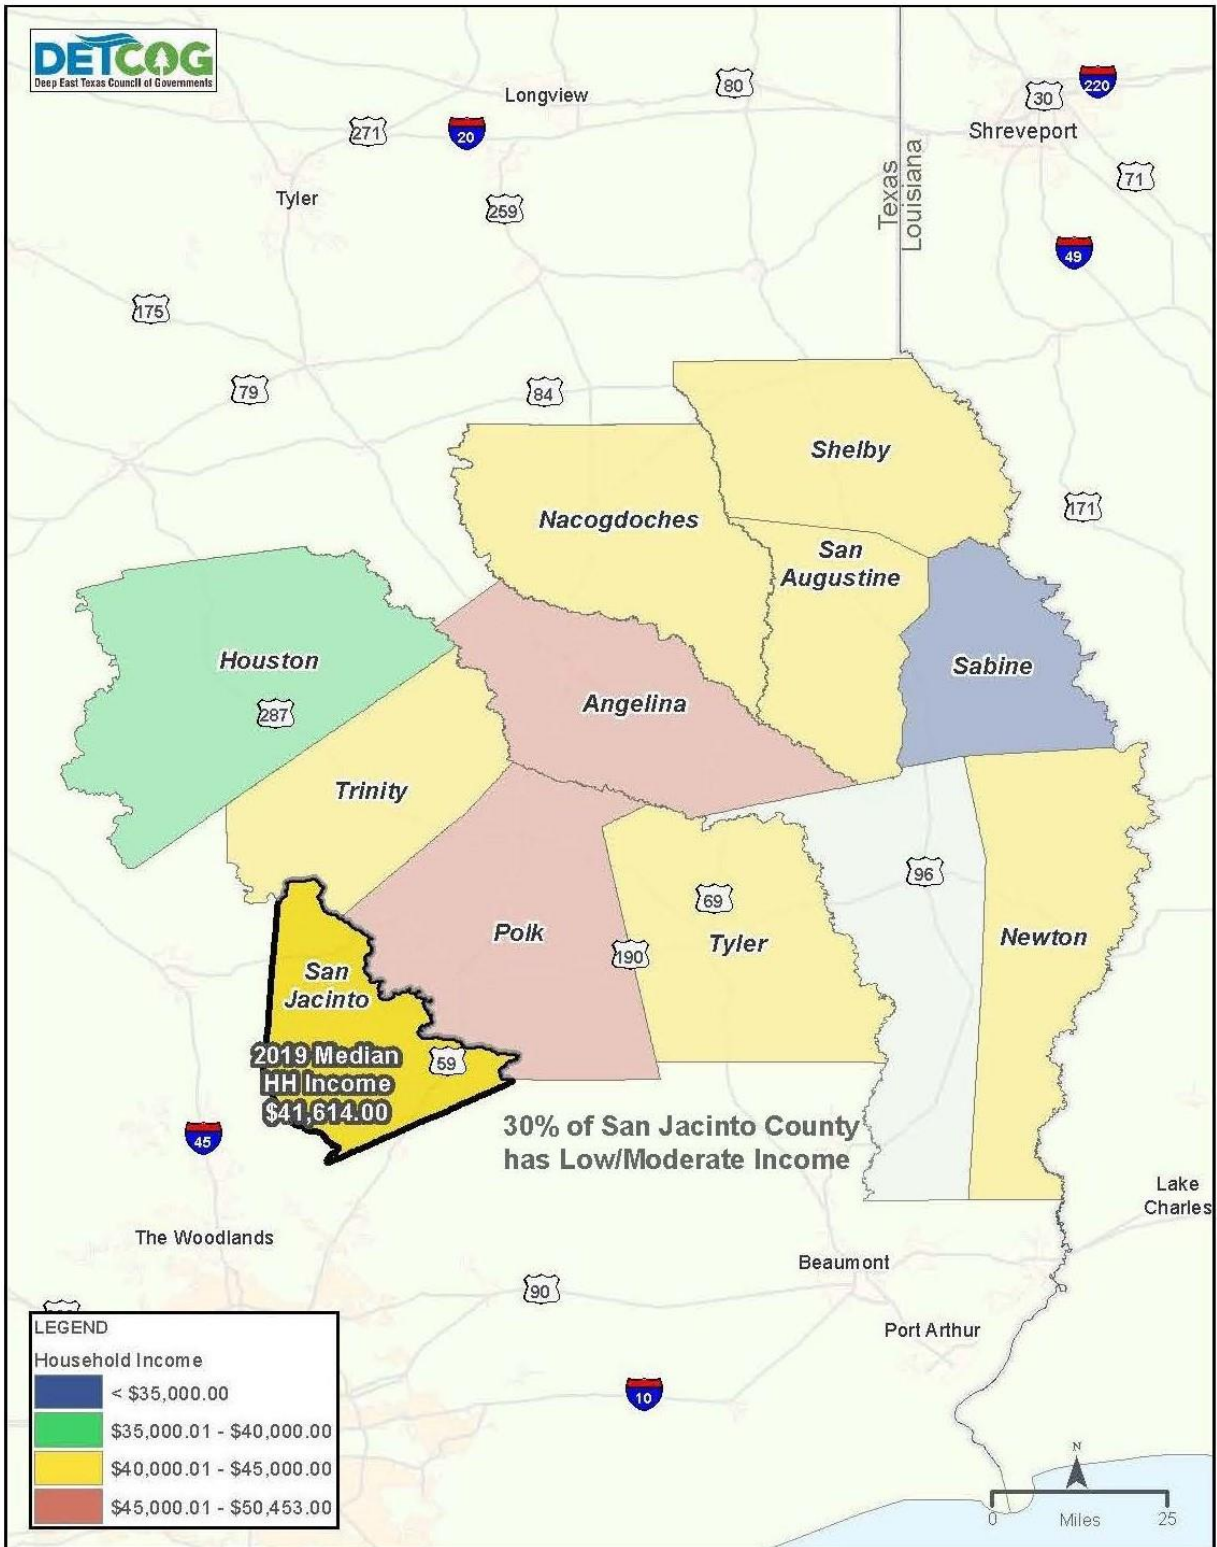 DETCOG
Deep East Texas Council of Governments
Longview
80
30
220
Shreveport
271
20
Tyler
259
Texas
Louisiana
71
49
175
79
84
Shelby
171
Nacogdoches
San
Augustine
Houston
287
Sabine
Angelina
Trinity
96
69
Polk
Tyler
190
Newton
San
Jacinto
2019 Median
HH Income
$41,614.00
59
30% of San Jacinto County
has Low/Moderate Income
45
Lake
Charles
The Woodlands
Beaumont
90
Port Arthur
10
LEGEND
Household Income
< $35,000.00
$35,000.01 - $40,000.00
$40,000.01 - $45,000.00
$45,000.01 - $50,453.00
N
0 Miles 25